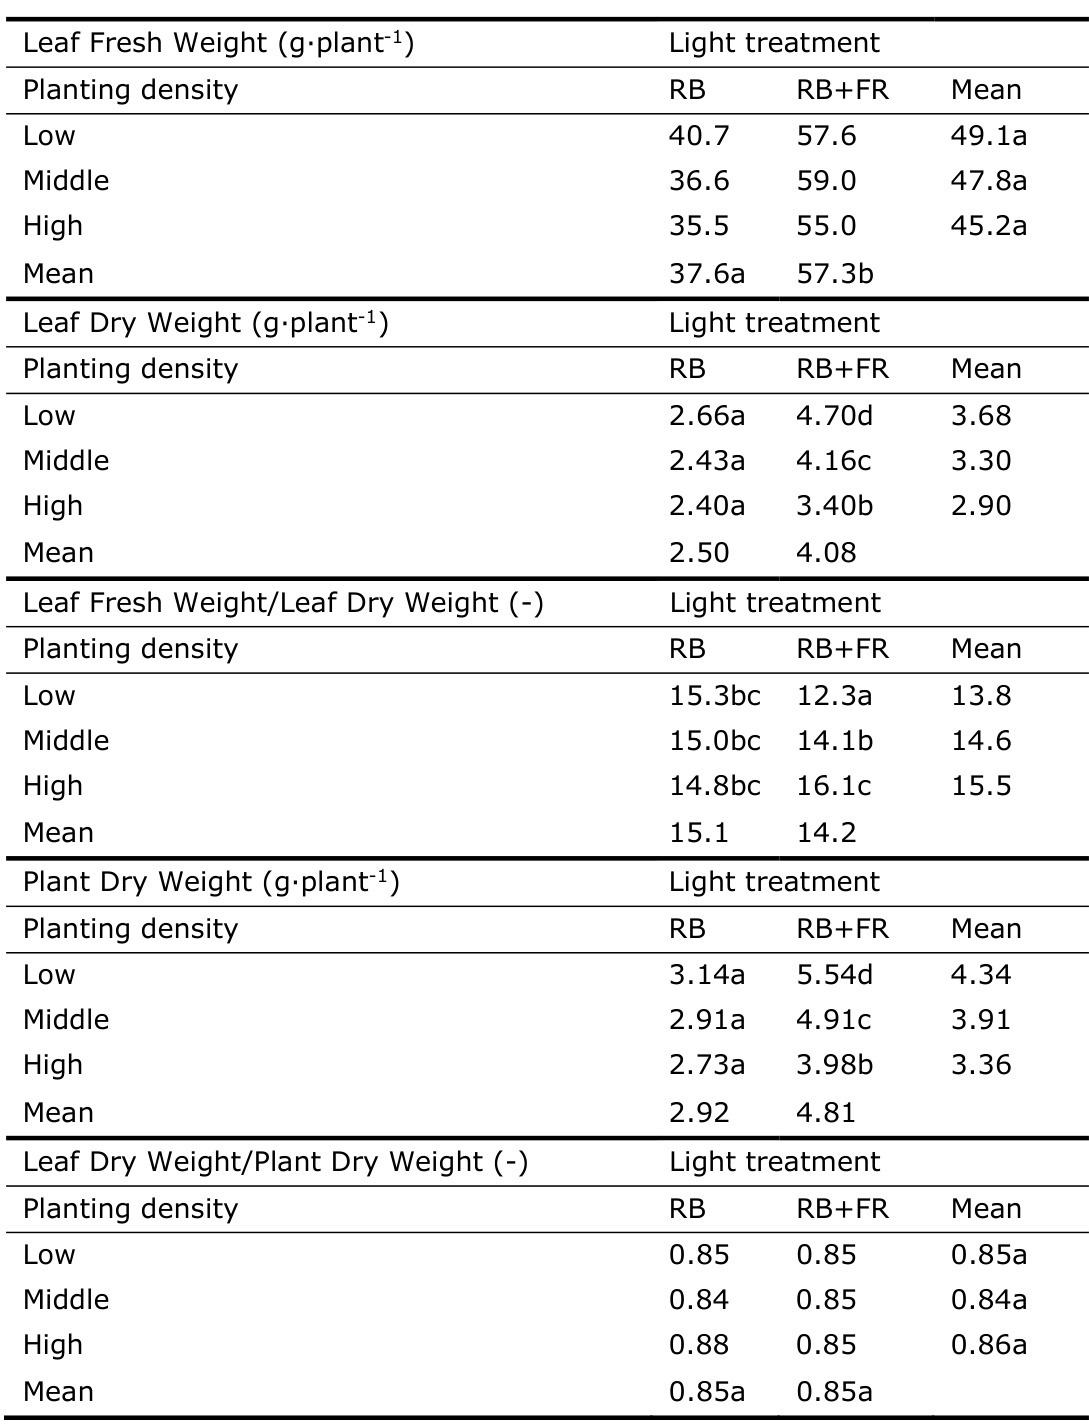 Leaf Fresh Weight (g·plant⁻¹) Light treatment
Planting density RB RB+FR Mean
Low 40.7 57.6 49.1a
Middle 36.6 59.0 47.8a
High 35.5 55.0 45.2a
Mean 37.6a 57.3b
Leaf Dry Weight (g·plant⁻¹) Light treatment
Planting density RB RB+FR Mean
Low 2.66a 4.70d 3.68
Middle 2.43a 4.16c 3.30
High 2.40a 3.40b 2.90
Mean 2.50 4.08
Leaf Fresh Weight/Leaf Dry Weight (-) Light treatment
Planting density RB RB+FR Mean
Low 15.3bc 12.3a 13.8
Middle 15.0bc 14.1b 14.6
High 14.8bc 16.1c 15.5
Mean 15.1 14.2
Plant Dry Weight (g·plant⁻¹) Light treatment
Planting density RB RB+FR Mean
Low 3.14a 5.54d 4.34
Middle 2.91a 4.91c 3.91
High 2.73a 3.98b 3.36
Mean 2.92 4.81
Leaf Dry Weight/Plant Dry Weight (-) Light treatment
Planting density RB RB+FR Mean
Low 0.85 0.85 0.85a
Middle 0.84 0.85 0.84a
High 0.88 0.85 0.86a
Mean 0.85a 0.85a